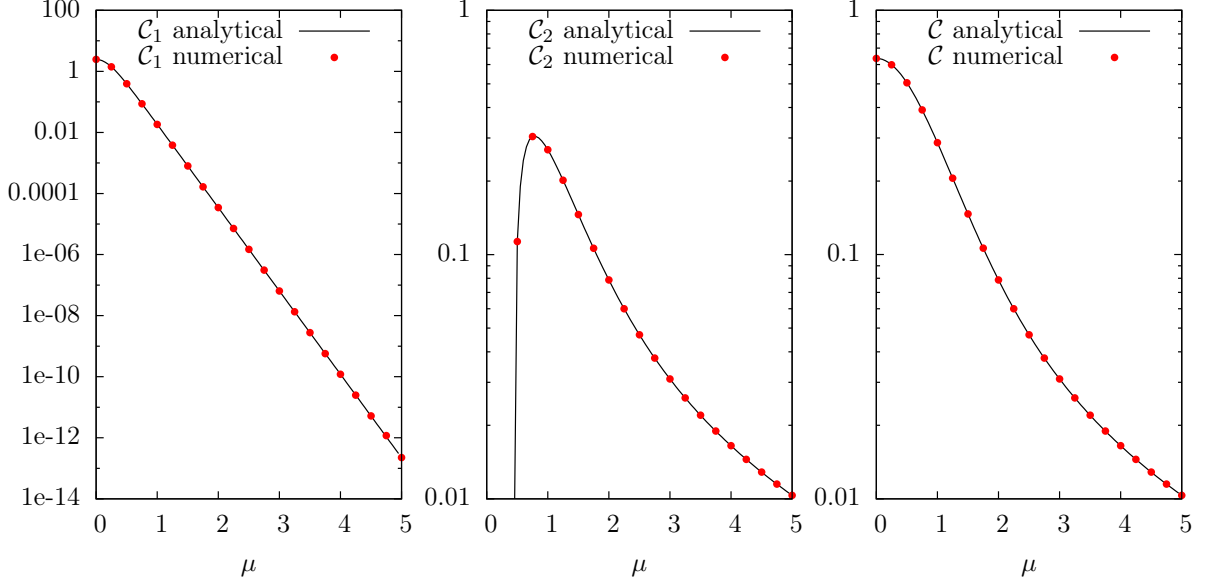 100
1
0.01
0.0001
1e-06
1e-08
1e-10
1e-12
1e-14
0 1 2 3 4 5
μ
𝒞₁ analytical
𝒞₁ numerical
1
0.1
0.01
0 1 2 3 4 5
μ
𝒞₂ analytical
𝒞₂ numerical
1
0.1
0.01
0 1 2 3 4 5
μ
𝒞 analytical
𝒞 numerical